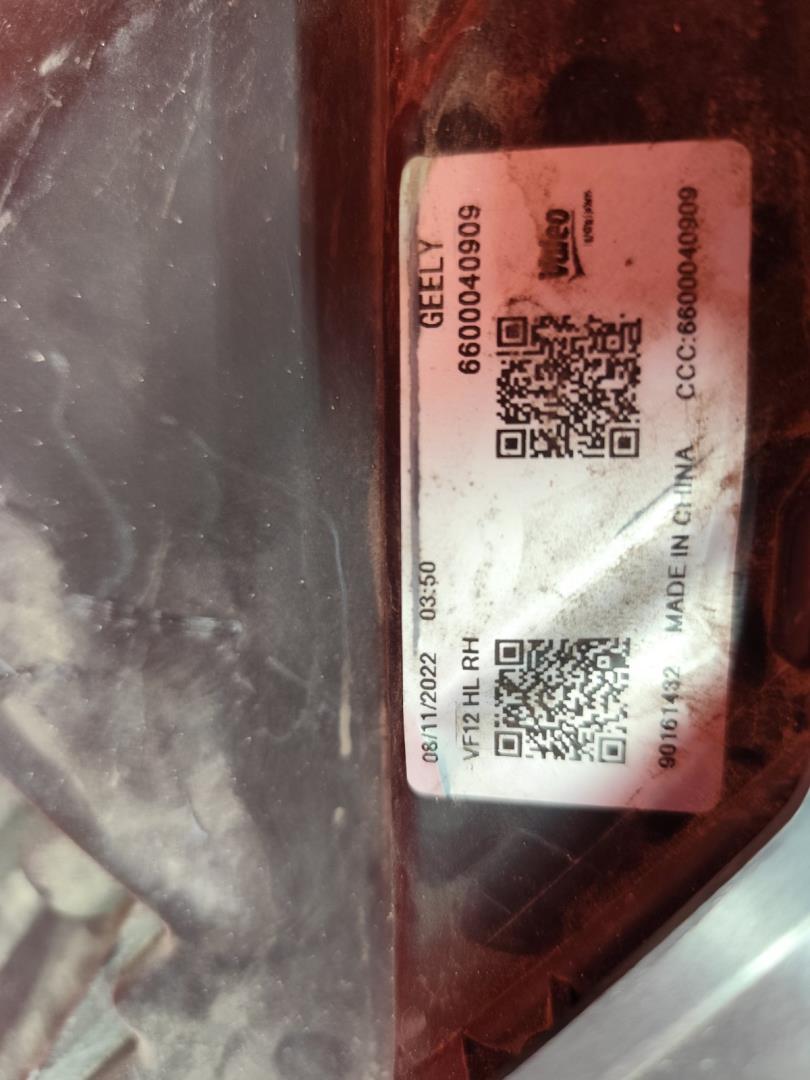 08/11/2022 03:50 GEELY
VF12 HL RH 6600040909
Valeo
90161432 MADE IN CHINA CCC:6600040909